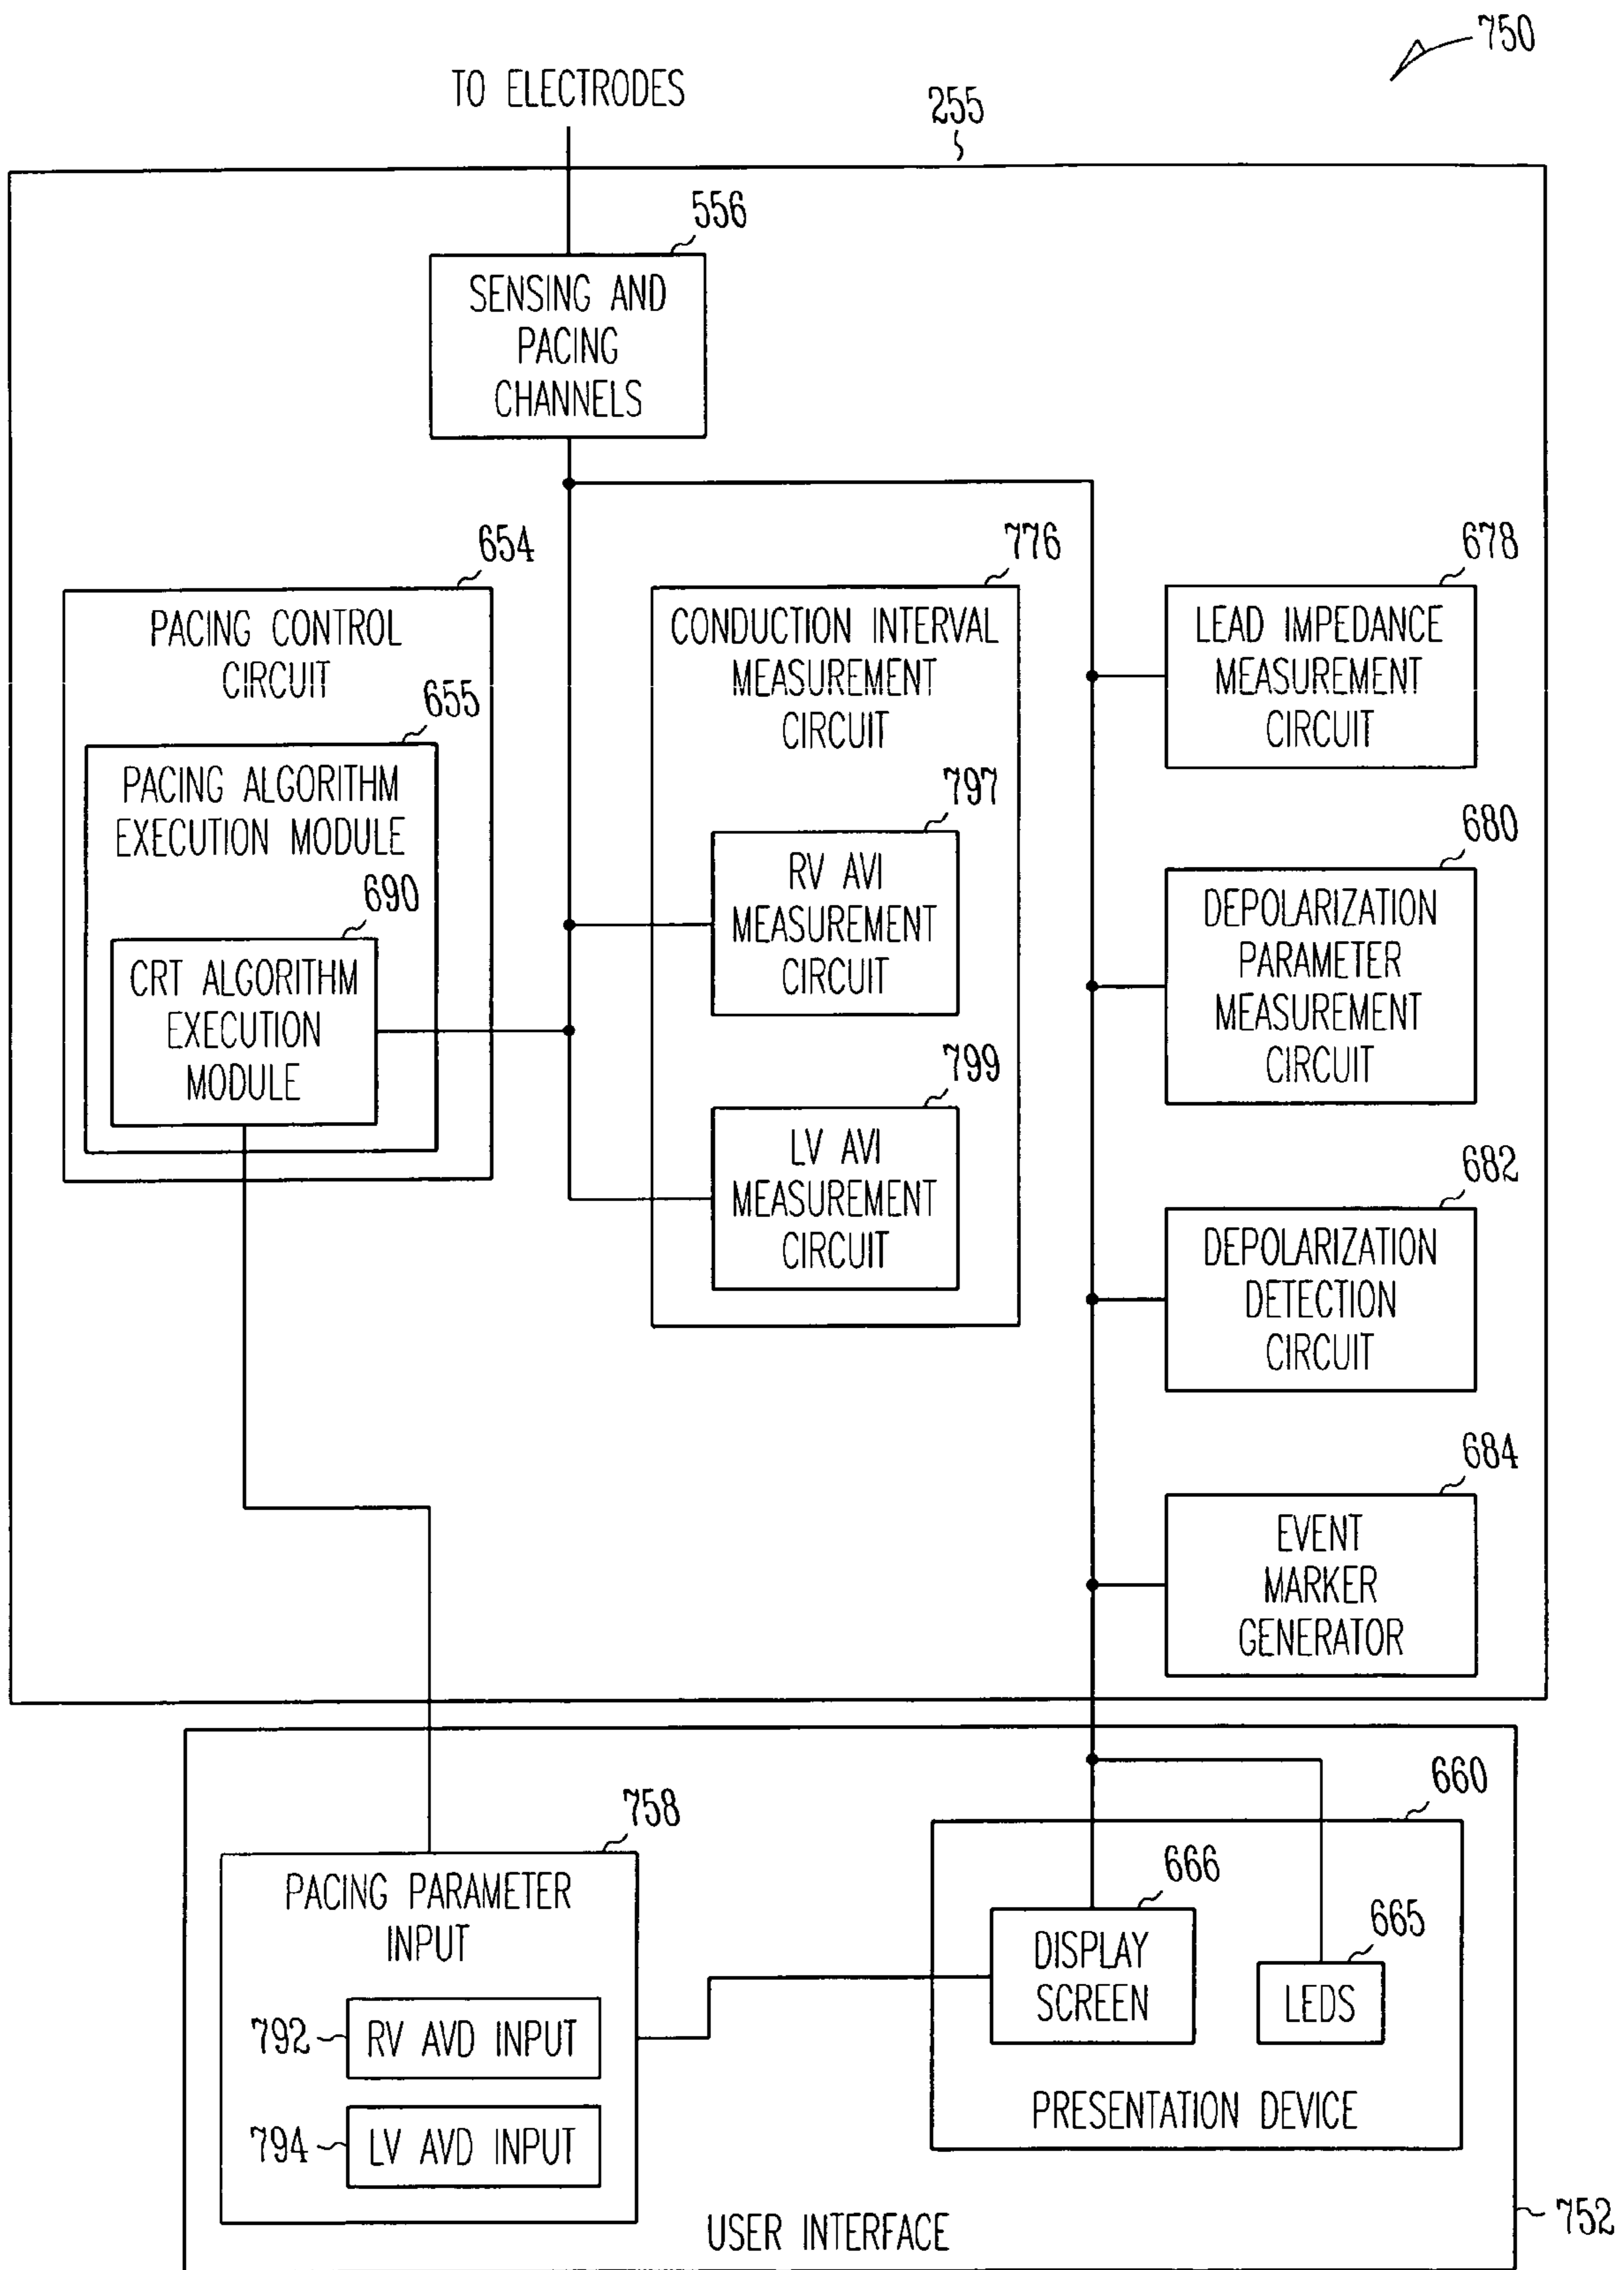 750
TO ELECTRODES
255
556
SENSING AND
PACING
CHANNELS
654
PACING CONTROL
CIRCUIT
655
PACING ALGORITHM
EXECUTION MODULE
690
CRT ALGORITHM
EXECUTION
MODULE
776
CONDUCTION INTERVAL
MEASUREMENT
CIRCUIT
797
RV AVI
MEASUREMENT
CIRCUIT
799
LV AVI
MEASUREMENT
CIRCUIT
678
LEAD IMPEDANCE
MEASUREMENT
CIRCUIT
680
DEPOLARIZATION
PARAMETER
MEASUREMENT
CIRCUIT
682
DEPOLARIZATION
DETECTION
CIRCUIT
684
EVENT
MARKER
GENERATOR
758
PACING PARAMETER
INPUT
792
RV AVD INPUT
794
LV AVD INPUT
660
666
DISPLAY
SCREEN
665
LEDS
PRESENTATION DEVICE
USER INTERFACE
752